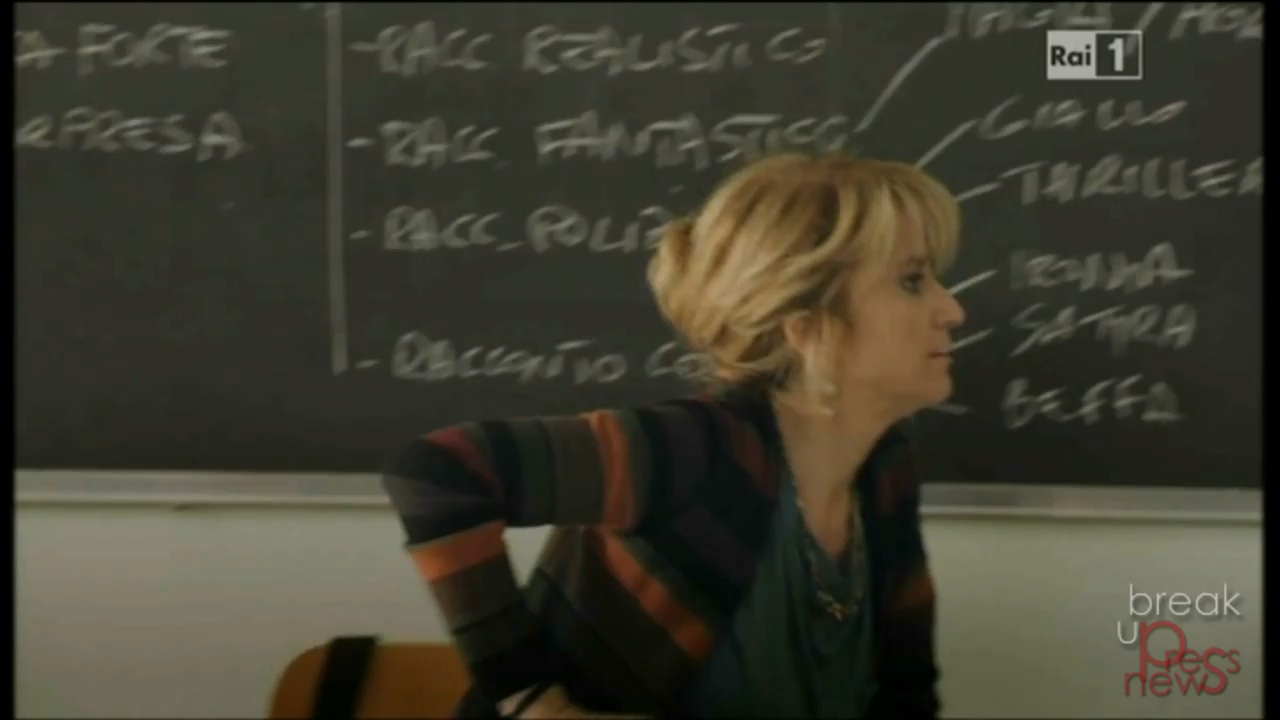 A FORTE
RPRESA
- RACC REALISTICO
- RACC. FANTASTICO
- RACC. POLIZ
- RACCONTO CO
GIALLO
THRILLER
IRONIA
SATIRA
BEFFA
Rai 1
break
up
press
news